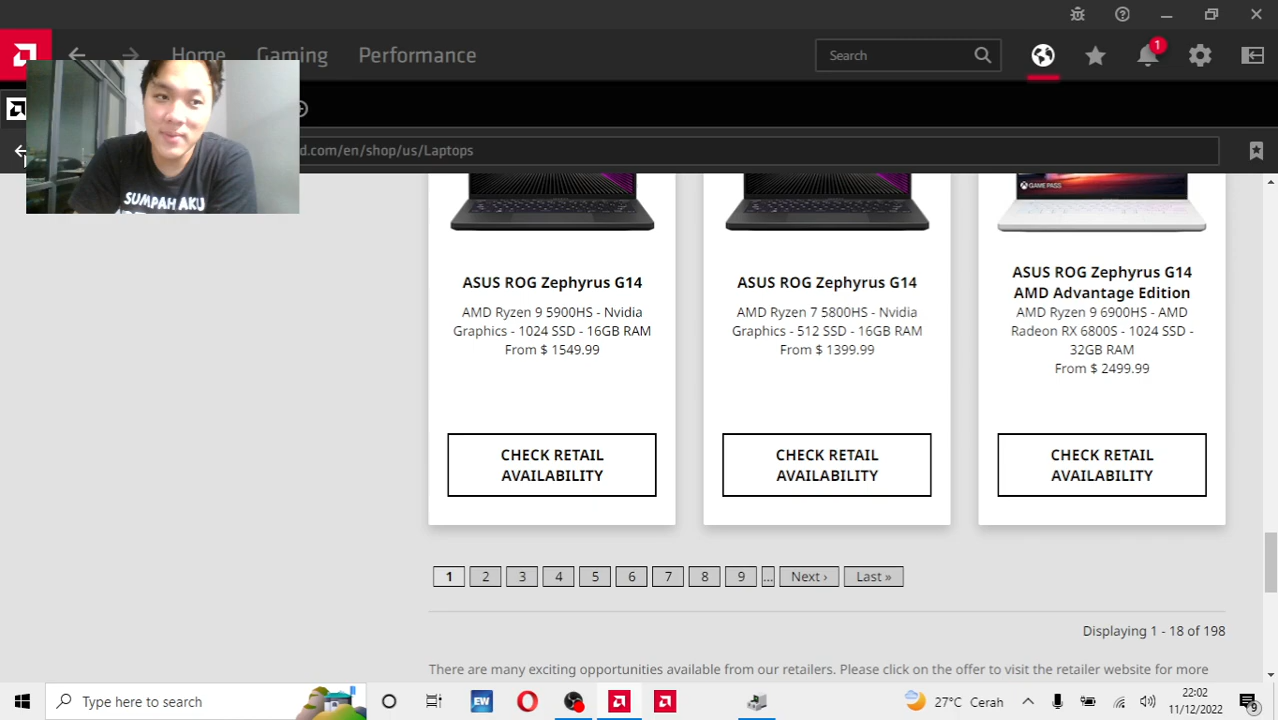 Home
Gaming
Performance
Search
1
d.com/en/shop/us/Laptops
SUMPAH AKU
GAME PASS
ASUS ROG Zephyrus G14
AMD Ryzen 9 5900HS - Nvidia
Graphics - 1024 SSD - 16GB RAM
From $ 1549.99
CHECK RETAIL
AVAILABILITY
ASUS ROG Zephyrus G14
AMD Ryzen 7 5800HS - Nvidia
Graphics - 512 SSD - 16GB RAM
From $ 1399.99
CHECK RETAIL
AVAILABILITY
ASUS ROG Zephyrus G14
AMD Advantage Edition
AMD Ryzen 9 6900HS - AMD
Radeon RX 6800S - 1024 SSD -
32GB RAM
From $ 2499.99
CHECK RETAIL
AVAILABILITY
1 2 3 4 5 6 7 8 9 ... Next › Last »
Displaying 1 - 18 of 198
There are many exciting opportunities available from our retailers. Please click on the offer to visit the retailer website for more
Type here to search
EW
27°C Cerah
22:02
11/12/2022
9